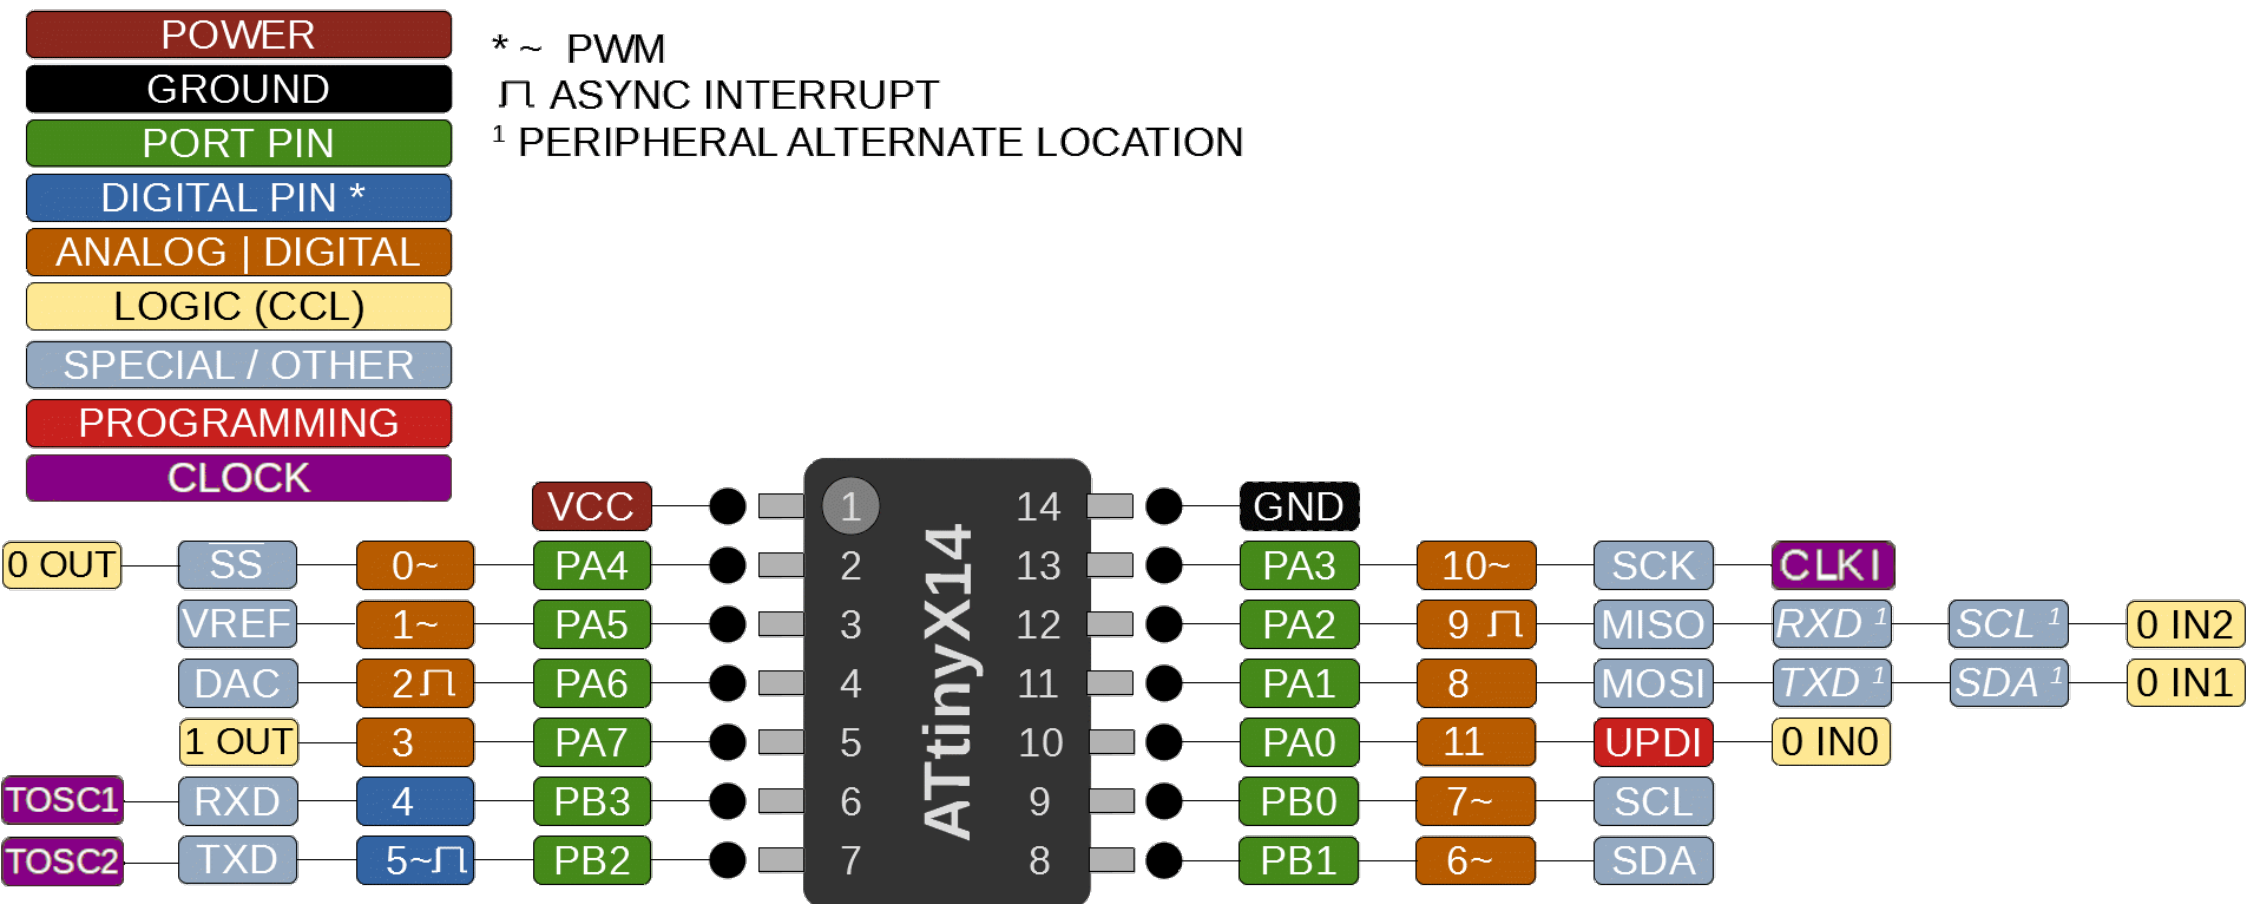 POWER
GROUND
PORT PIN
DIGITAL PIN *
ANALOG | DIGITAL
LOGIC (CCL)
SPECIAL / OTHER
PROGRAMMING
CLOCK
* ~ PWM
ASYNC INTERRUPT
¹ PERIPHERAL ALTERNATE LOCATION
VCC 1 14 GND
0 OUT SS 0~ PA4 2 13 PA3 10~ SCK CLKI
VREF 1~ PA5 3 12 PA2 9 MISO RXD ¹ SCL ¹ 0 IN2
DAC 2 PA6 4 11 PA1 8 MOSI TXD ¹ SDA ¹ 0 IN1
1 OUT 3 PA7 5 10 PA0 11 UPDI 0 IN0
TOSC1 RXD 4 PB3 6 9 PB0 7~ SCL
TOSC2 TXD 5~ PB2 7 8 PB1 6~ SDA
ATtinyX14